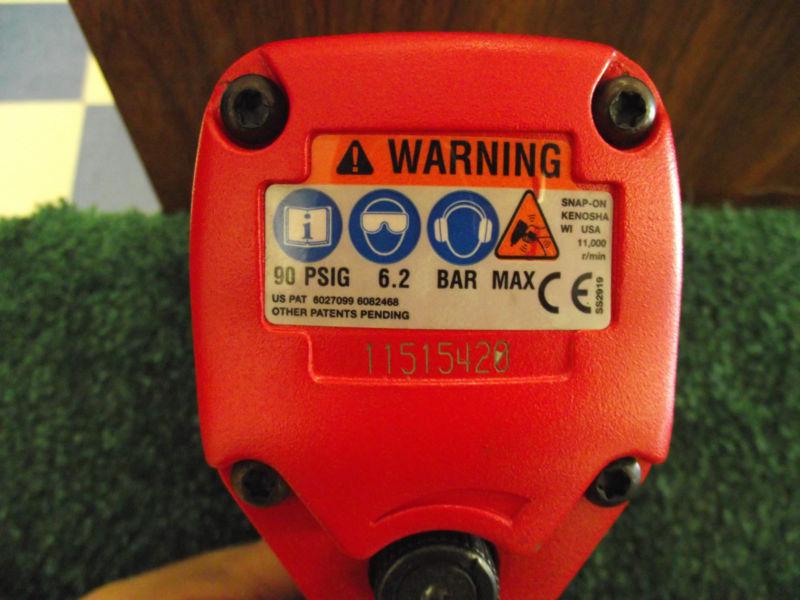 WARNING
SNAP-ON
KENOSHA
WI USA
11,000
r/min
90 PSIG 6.2 BAR MAX CE
US PAT 6027099 6082468
OTHER PATENTS PENDING
SS2919
11515420